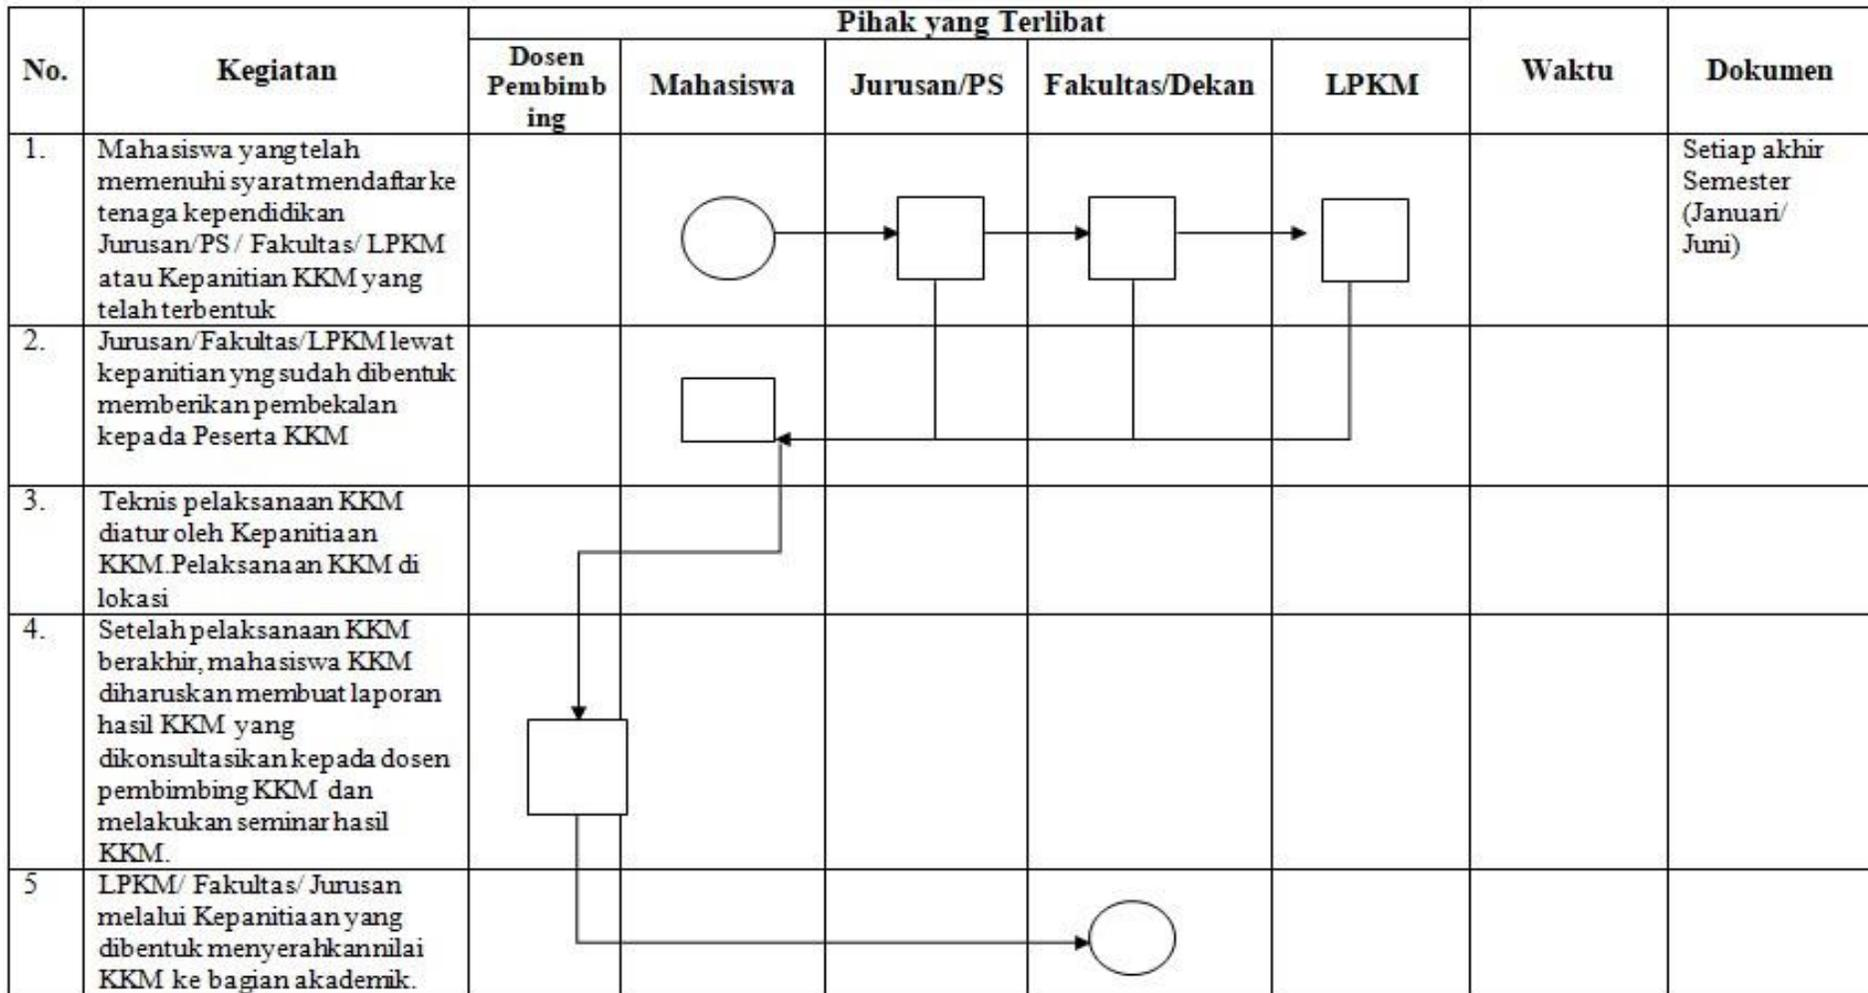 Pihak yang Terlibat
No.
Kegiatan
Dosen
Pembimb
ing
Mahasiswa
Jurusan/PS
Fakultas/Dekan
LPKM
Waktu
Dokumen
1.
Mahasiswa yang telah
memenuhi syarat mendaftar ke
tenaga kependidikan
Jurusan/PS / Fakultas/ LPKM
atau Kepanitian KKM yang
telah terbentuk
Setiap akhir
Semester
(Januari/
Juni)
2.
Jurusan/Fakultas/LPKM lewat
kepanitian yng sudah dibentuk
memberikan pembekalan
kepada Peserta KKM
3.
Teknis pelaksanaan KKM
diatur oleh Kepanitiaan
KKM.Pelaksanaan KKM di
lokasi
4.
Setelah pelaksanaan KKM
berakhir, mahasiswa KKM
diharuskan membuat laporan
hasil KKM yang
dikonsultasikan kepada dosen
pembimbing KKM dan
melakukan seminar hasil
KKM.
5
LPKM/ Fakultas/ Jurusan
melalui Kepanitiaan yang
dibentuk menyerahkan nilai
KKM ke bagian akademik.